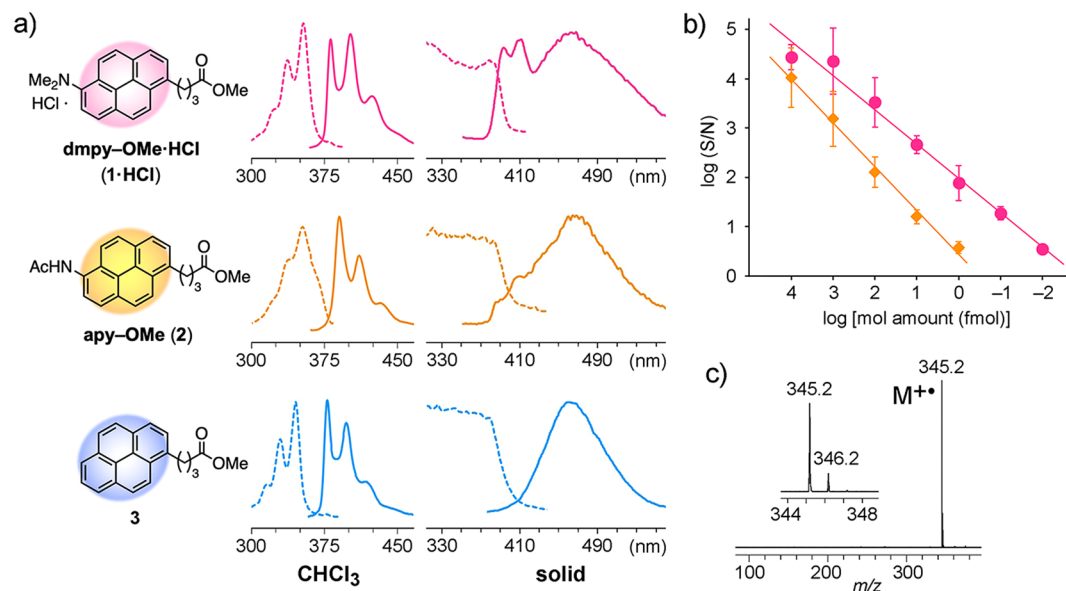 a)
Me2N
HCl ·
O
OMe
( )3
dmpy–OMe·HCl
(1·HCl)
300 375 450 (nm)
330 410 490 (nm)
AcHN
O
OMe
( )3
apy–OMe (2)
300 375 450
330 410 490 (nm)
O
OMe
( )3
3
300 375 450 (nm)
330 410 490 (nm)
CHCl3
solid
b)
log (S/N)
5
4
3
2
1
0
4 3 2 1 0 –1 –2
log [mol amount (fmol)]
c)
345.2
M+•
345.2
346.2
344 348
100 200 300
m/z